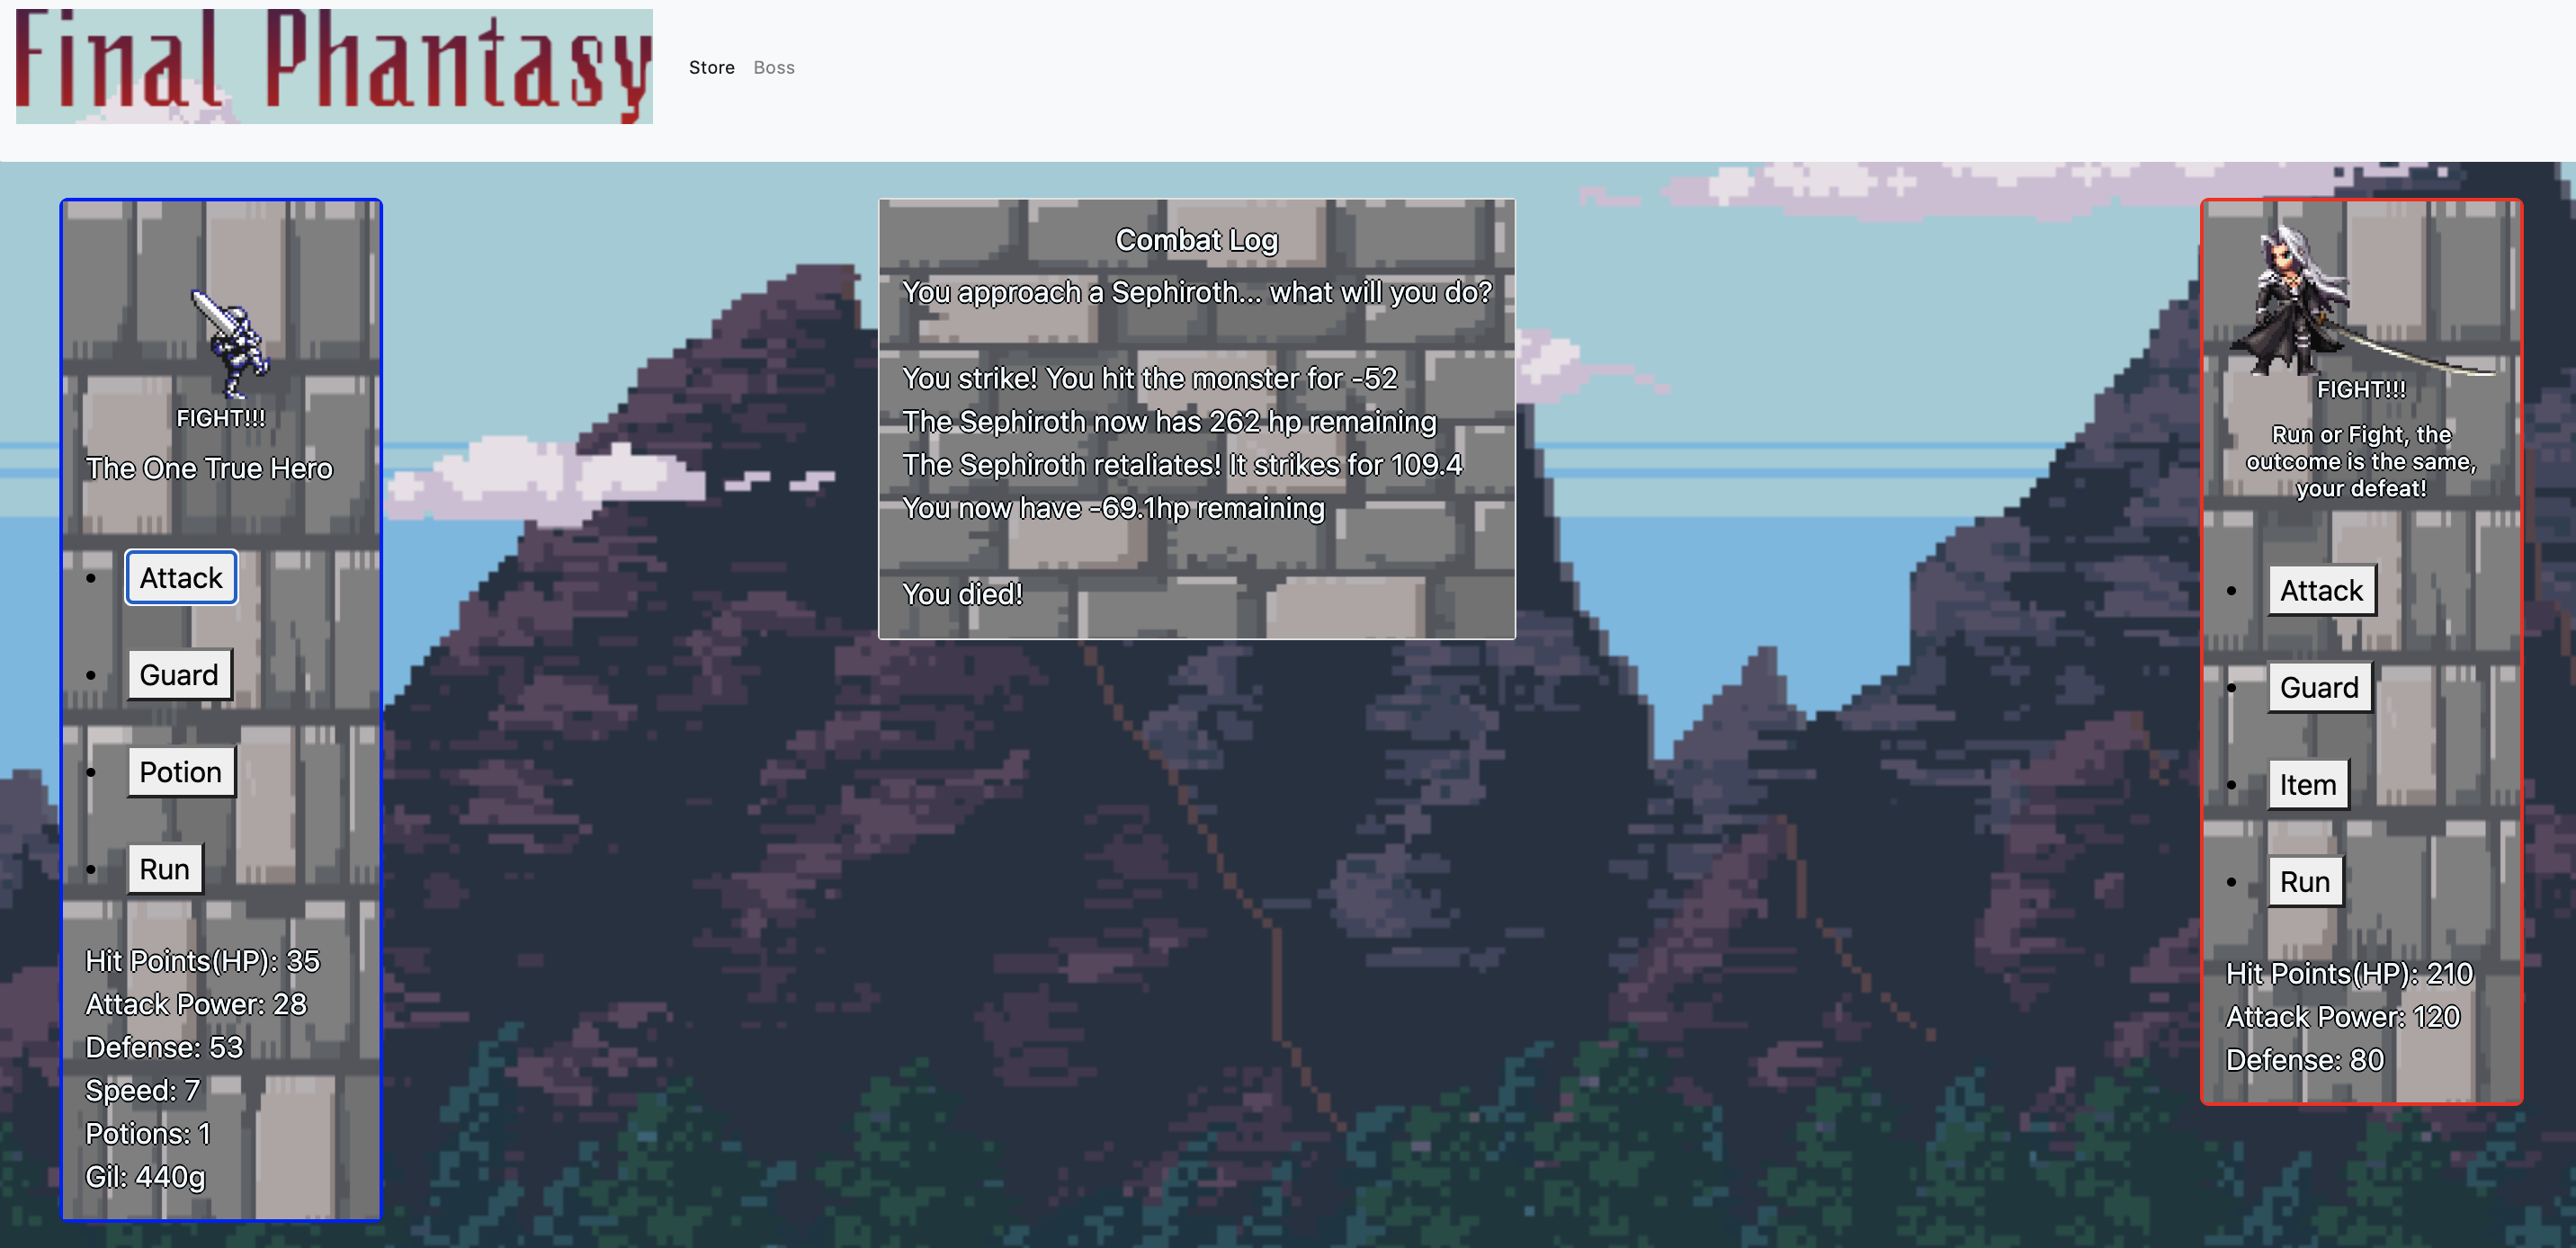 Final Phantasy
Store Boss
FIGHT!!!
The One True Hero
Attack
Guard
Potion
Run
Hit Points(HP): 35
Attack Power: 28
Defense: 53
Speed: 7
Potions: 1
Gil: 440g
Combat Log
You approach a Sephiroth... what will you do?
You strike! You hit the monster for -52
The Sephiroth now has 262 hp remaining
The Sephiroth retaliates! It strikes for 109.4
You now have -69.1hp remaining
You died!
FIGHT!!!
Run or Fight, the
outcome is the same,
your defeat!
Attack
Guard
Item
Run
Hit Points(HP): 210
Attack Power: 120
Defense: 80